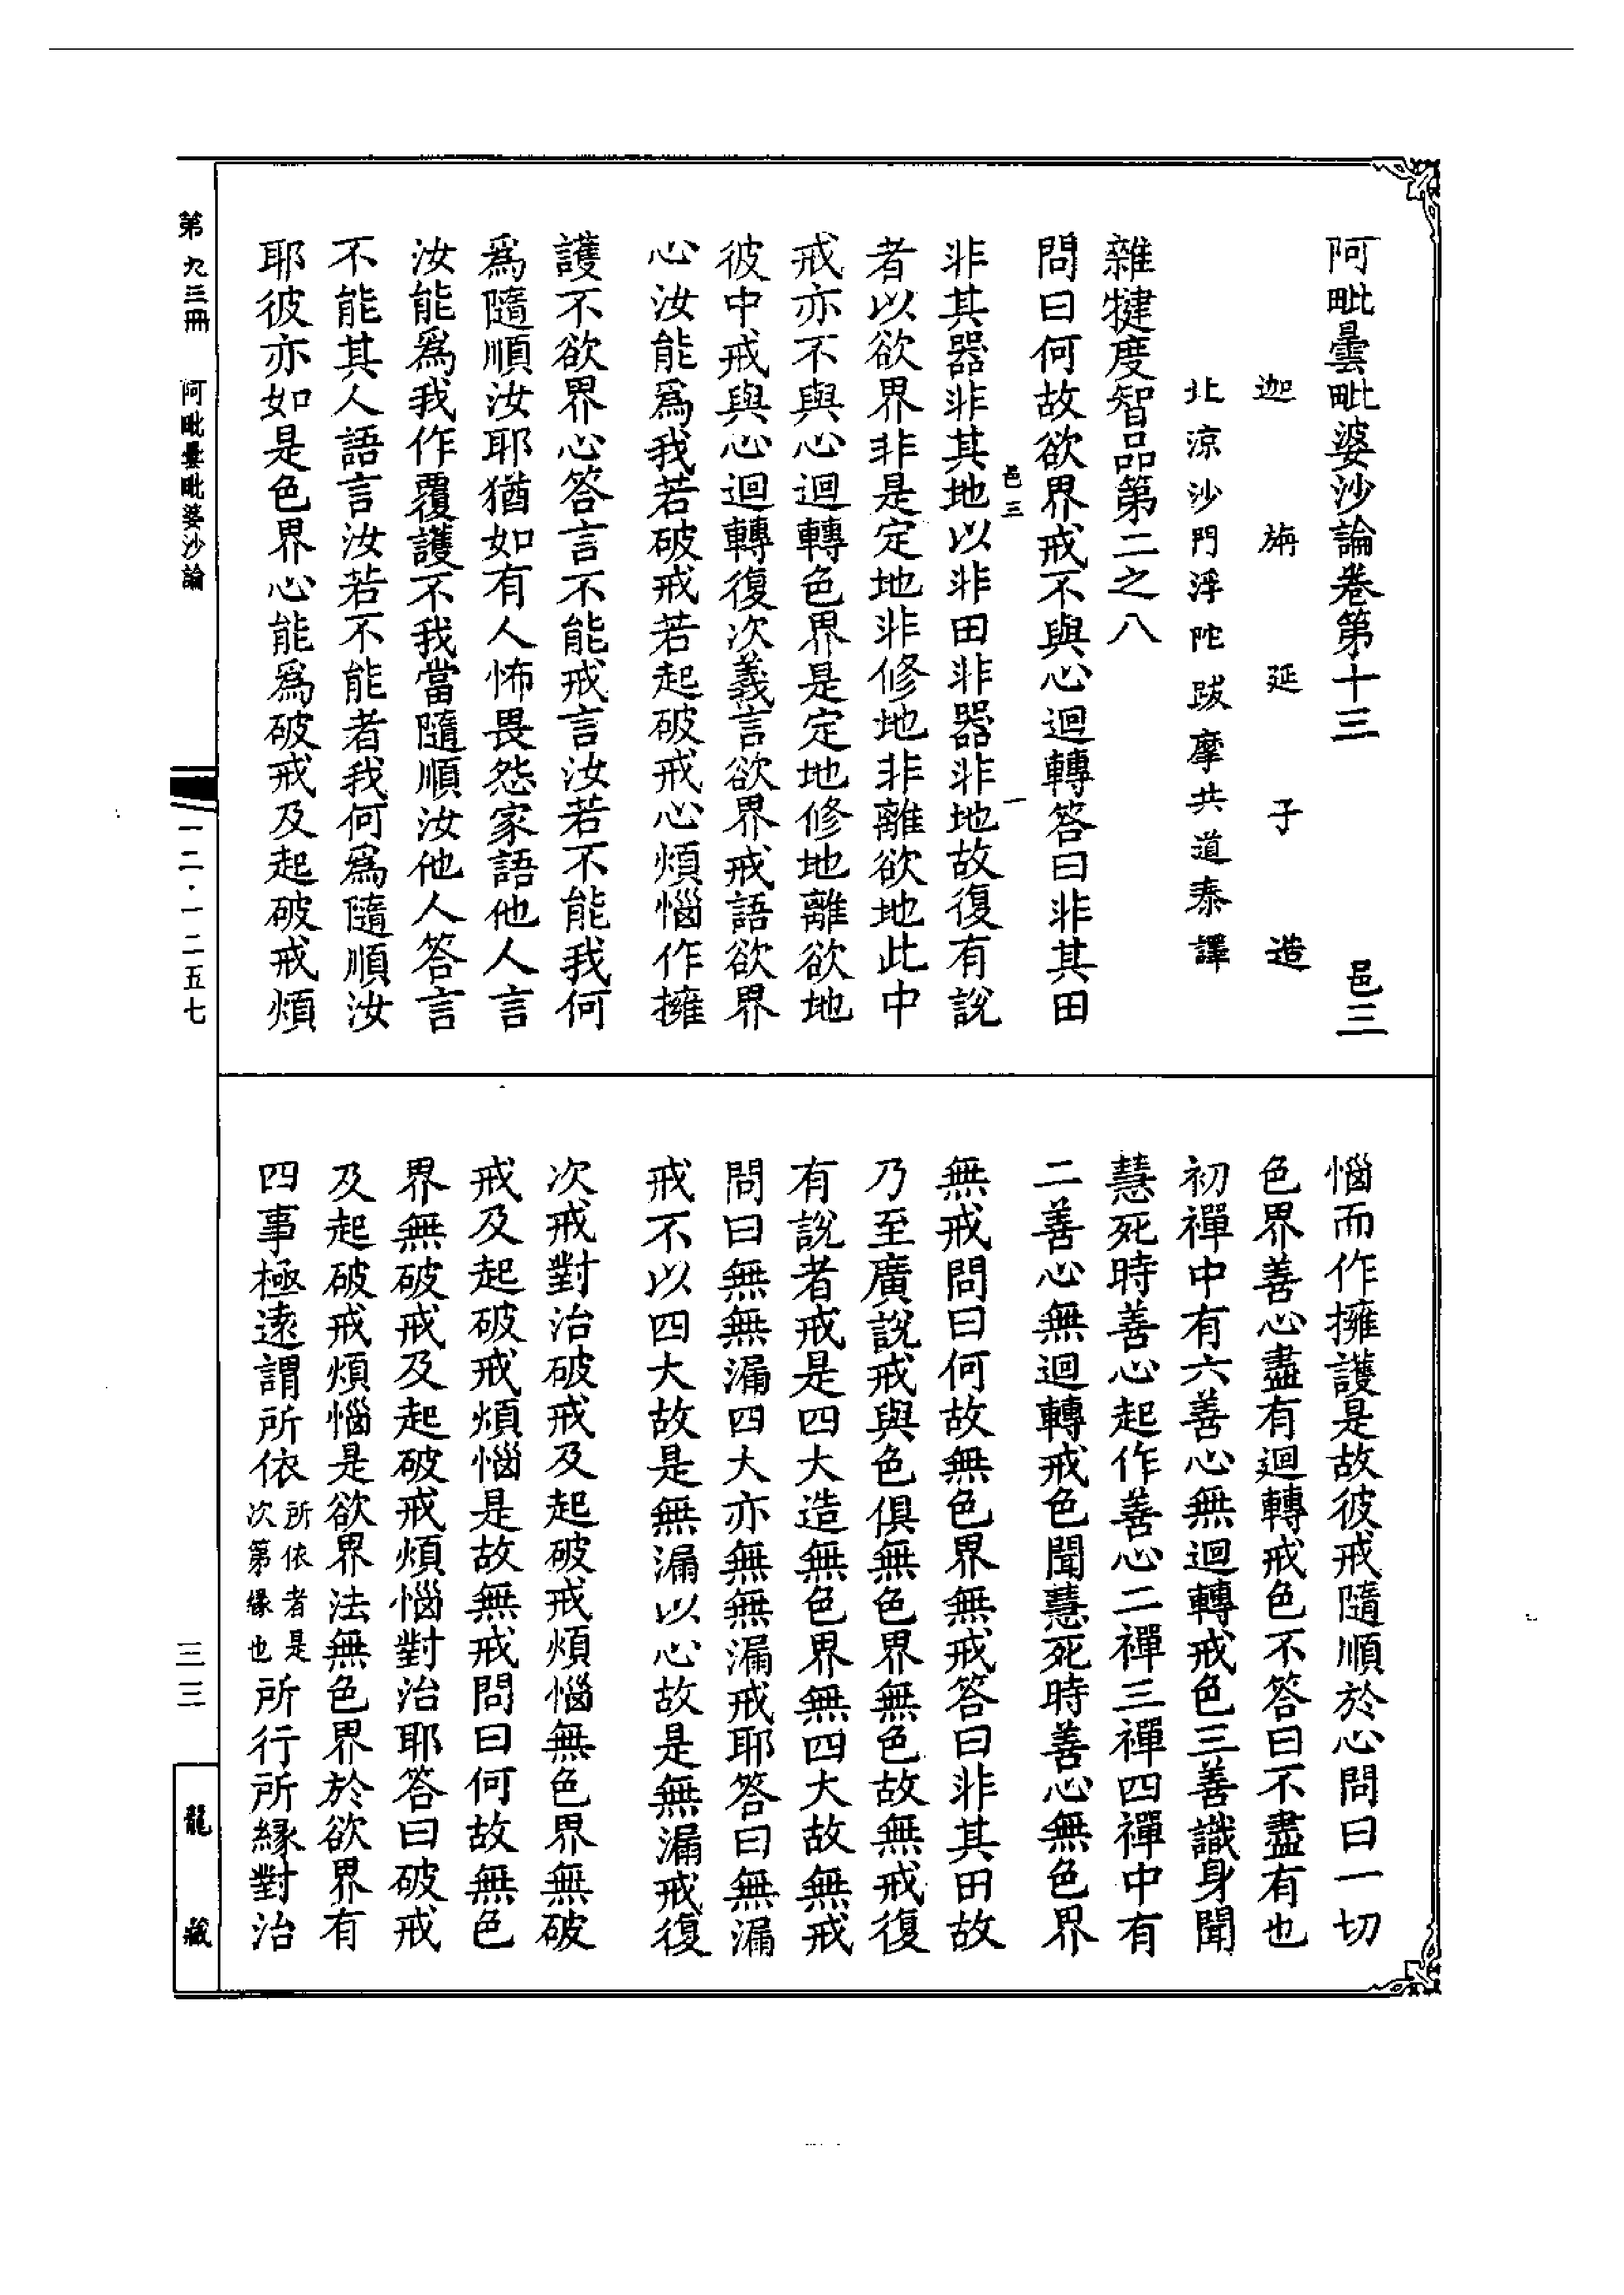 阿毗曇毗婆沙論卷第十三　邑三
迦旃延子造
北涼沙門浮陀跋摩共道泰譯
雜犍度智品第二之八
問曰何故欲界戒不與心迴轉答曰非其田
邑三　一
非其器非其地以非田非器非地故復有說
者以欲界非是定地非修地非離欲地此中
戒亦不與心迴轉色界是定地修地離欲地
彼中戒與心迴轉復次義言欲界戒語欲界
心汝能爲我若破戒若起破戒心煩惱作擁
護不欲界心答言不能戒言汝若不能我何
爲隨順汝耶猶如有人怖畏怨家語他人言
汝能爲我作覆護不我當隨順汝他人答言
不能其人語言汝若不能者我何爲隨順汝
耶彼亦如是色界心能爲破戒及起破戒煩
惱而作擁護是故彼戒隨順於心問曰一切
色界善心盡有迴轉戒色不答曰不盡有也
初禪中有六善心無迴轉戒色三善識身聞
慧死時善心起作善心二禪三禪四禪中有
二善心無迴轉戒色聞慧死時善心無色界
無戒問曰何故無色界無戒答曰非其田故
乃至廣說戒與色俱無色界無色故無戒復
有說者戒是四大造無色界無四大故無戒
問曰無無漏四大亦無無漏戒耶答曰無漏
戒不以四大故是無漏以心故是無漏戒復
次戒對治破戒及起破戒煩惱無色界無破
戒及起破戒煩惱是故無戒問曰何故無色
界無破戒及起破戒煩惱對治耶答曰破戒
及起破戒煩惱是欲界法無色界於欲界有
四事極遠謂所依所依者是次第緣也所行所緣對治
第九三冊　阿毗曇毗婆沙論
一二·一二五七
三三
龍藏